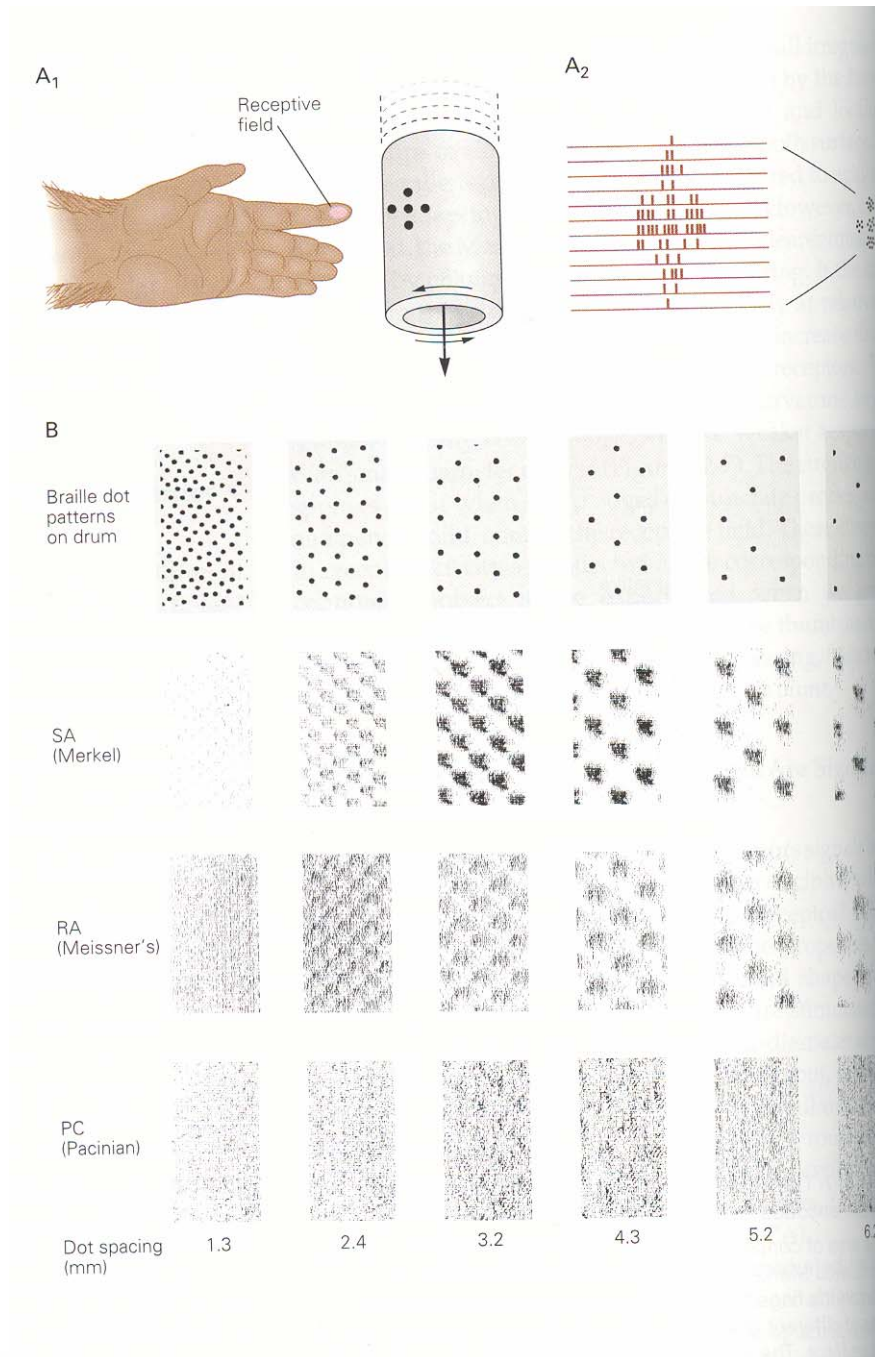 A1
A2
Receptive
field
B
Braille dot
patterns
on drum
SA
(Merkel)
RA
(Meissner's)
PC
(Pacinian)
Dot spacing
(mm)
1.3
2.4
3.2
4.3
5.2